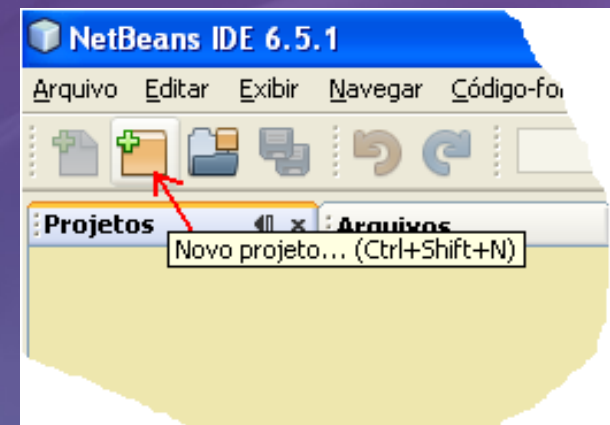 NetBeans IDE 6.5.1
Arquivo Editar Exibir Navegar Código-fo
Projetos Arquivos
Novo projeto... (Ctrl+Shift+N)